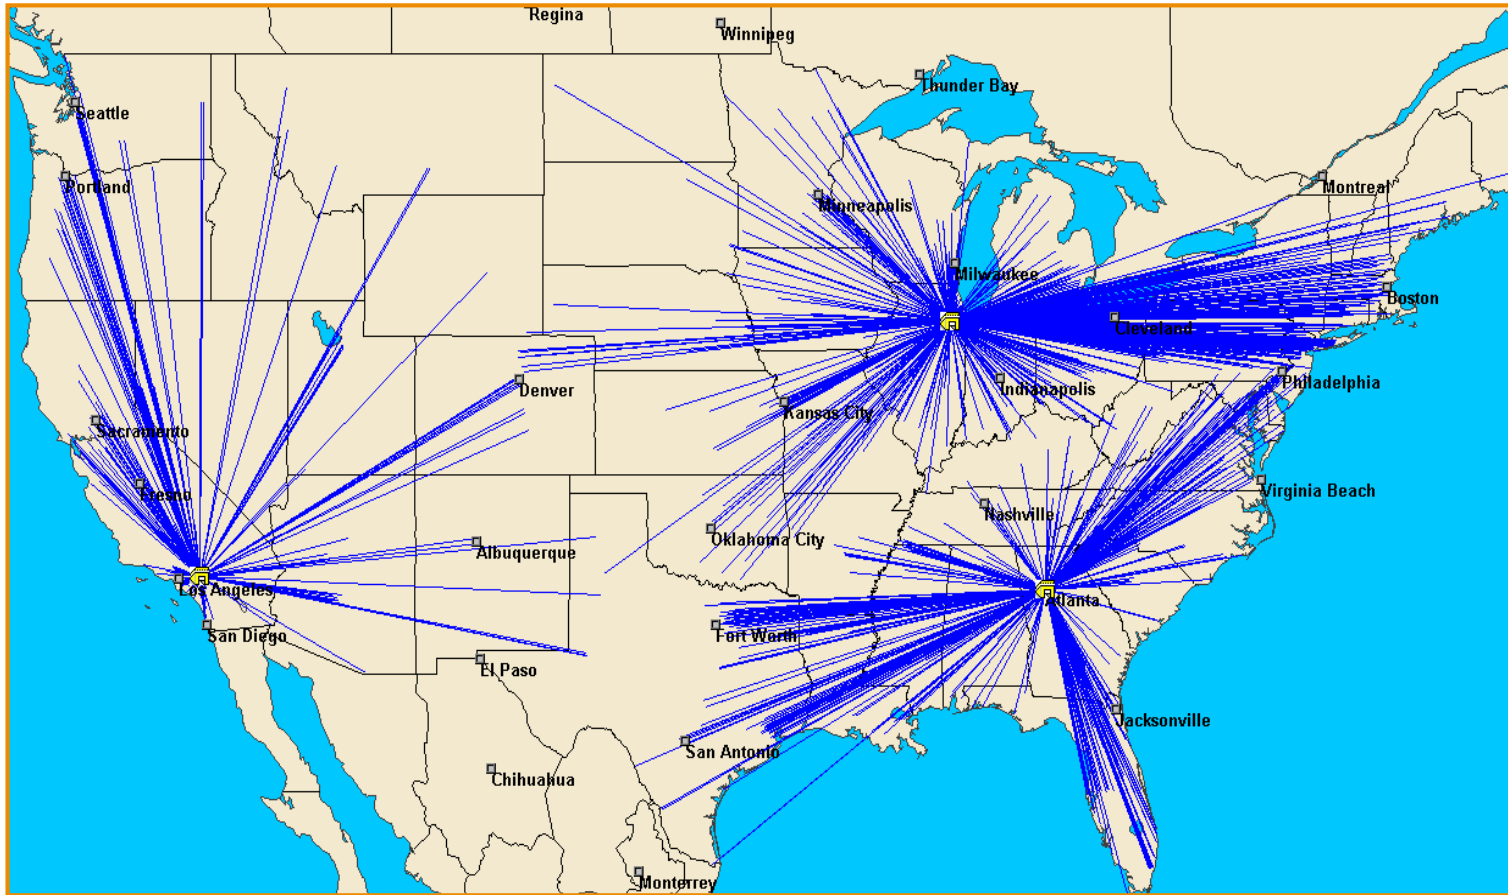 Regina
Winnipeg
Thunder Bay
Seattle
Portland
Montreal
Minneapolis
Milwaukee
Boston
Cleveland
Denver
Indianapolis
Philadelphia
Kansas City
Sacramento
Fresno
Virginia Beach
Nashville
Oklahoma City
Albuquerque
Los Angeles
Atlanta
San Diego
Fort Worth
El Paso
Jacksonville
San Antonio
Chihuahua
Monterrey